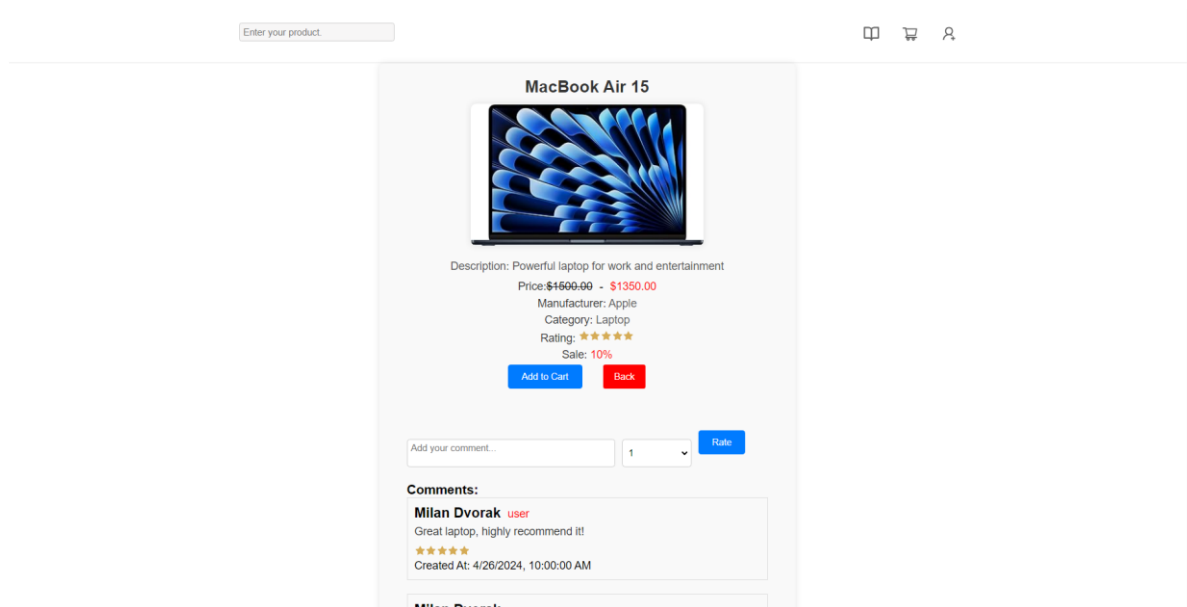 Enter your product.
MacBook Air 15
Description: Powerful laptop for work and entertainment
Price:$1500.00 - $1350.00
Manufacturer: Apple
Category: Laptop
Rating:
Sale: 10%
Add to Cart Back
Add your comment... 1 Rate
Comments:
Milan Dvorak user
Great laptop, highly recommend it!
Created At: 4/26/2024, 10:00:00 AM
Milan Dvorak